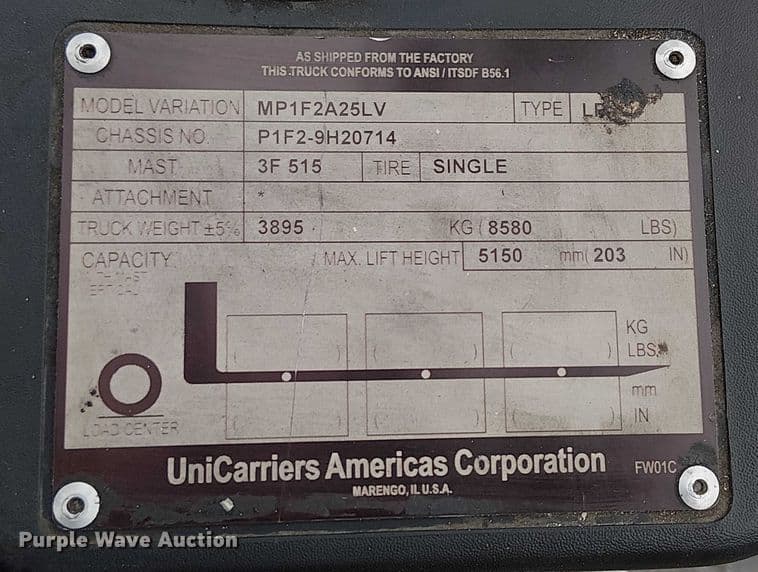 AS SHIPPED FROM THE FACTORY
THIS TRUCK CONFORMS TO ANSI / ITSDF B56.1
MODEL VARIATION MP1F2A25LV TYPE
CHASSIS NO. P1F2-9H20714
MAST 3F 515 TIRE SINGLE
ATTACHMENT *
TRUCK WEIGHT ±5% 3895 KG ( 8580 LBS)
CAPACITY MAX. LIFT HEIGHT 5150 mm( 203 IN)
KG
( ) ( ) ( ) LBS
mm
LOAD CENTER ( ) ( ) ( ) IN
UniCarriers Americas Corporation FW01C
MARENGO, IL U.S.A.
Purple Wave Auction